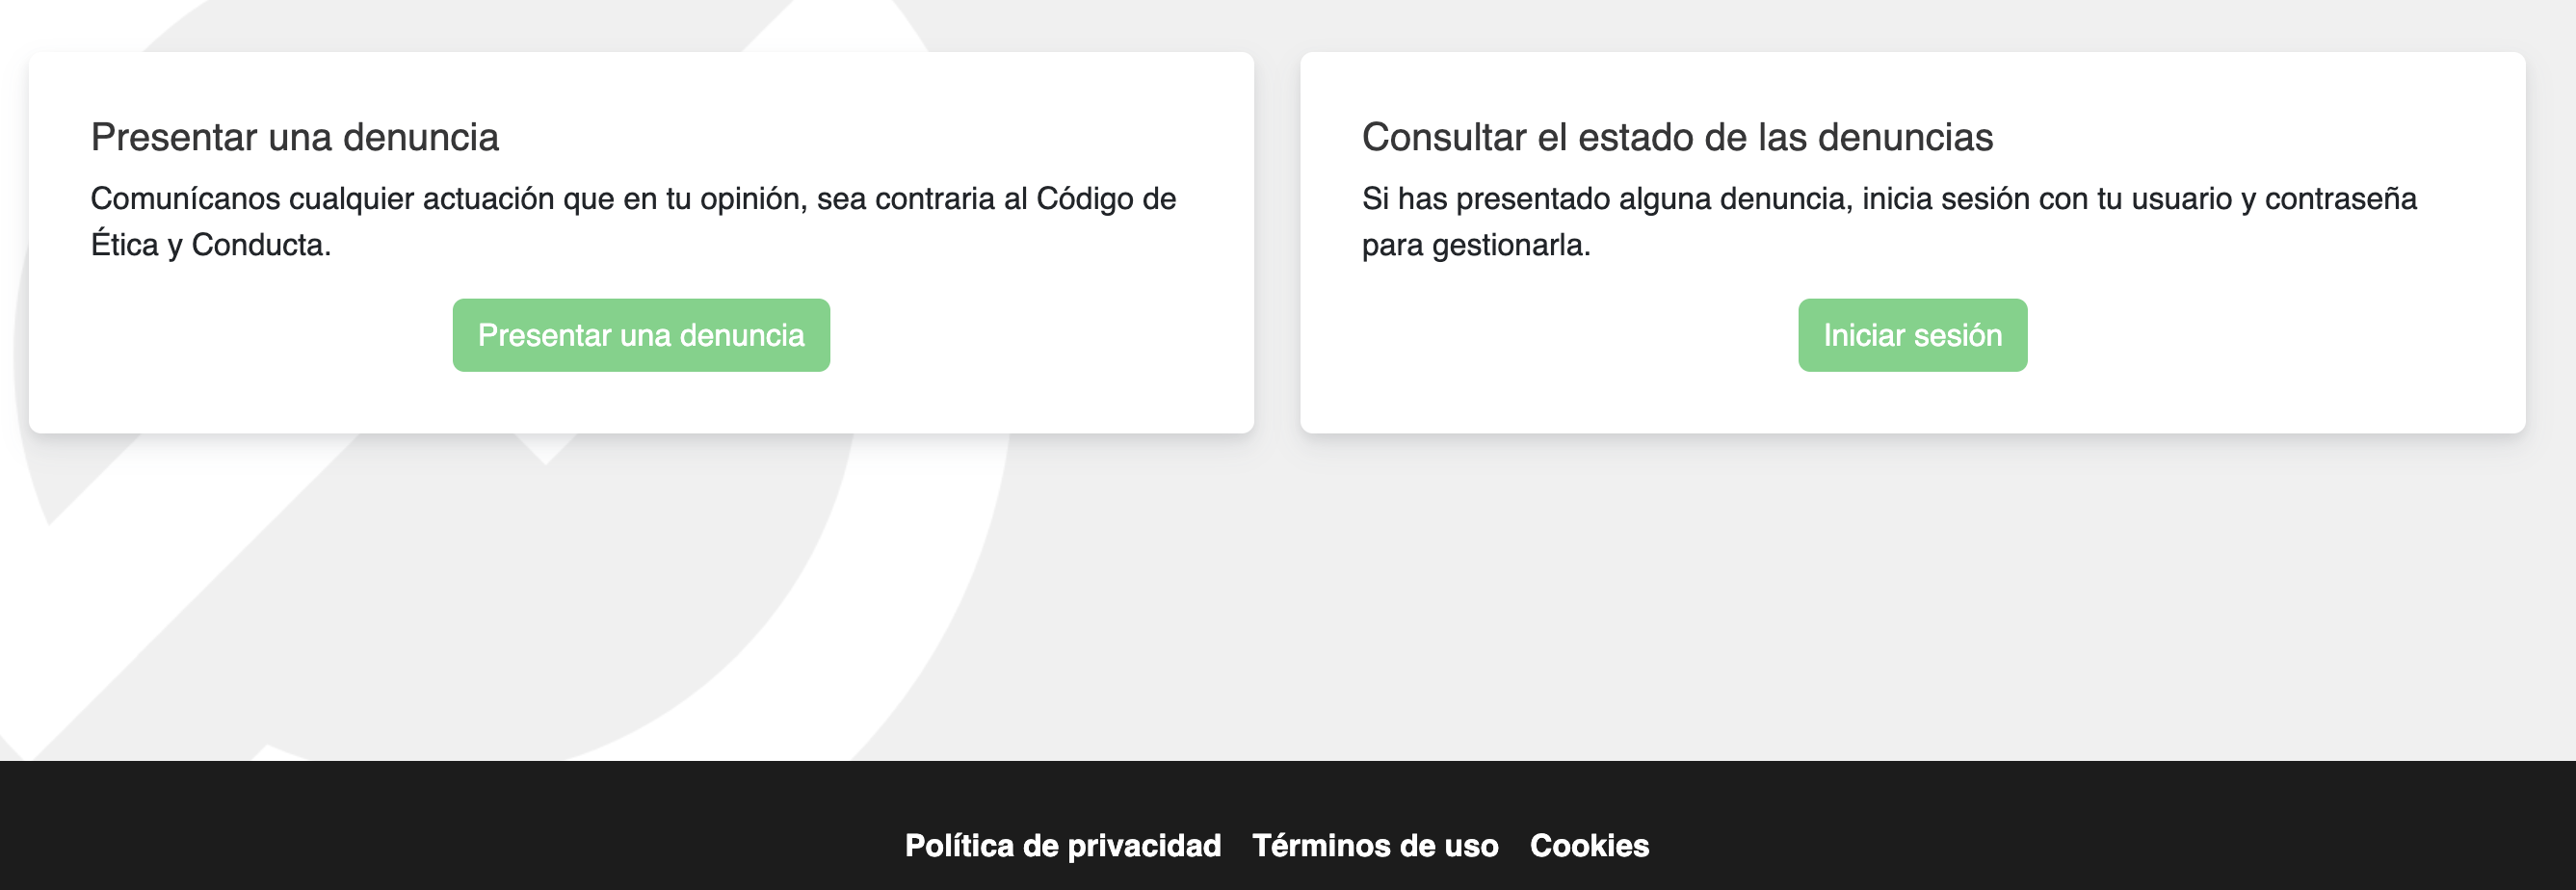 Presentar una denuncia
Comunícanos cualquier actuación que en tu opinión, sea contraria al Código de
Ética y Conducta.
Presentar una denuncia
Consultar el estado de las denuncias
Si has presentado alguna denuncia, inicia sesión con tu usuario y contraseña
para gestionarla.
Iniciar sesión
Política de privacidad Términos de uso Cookies